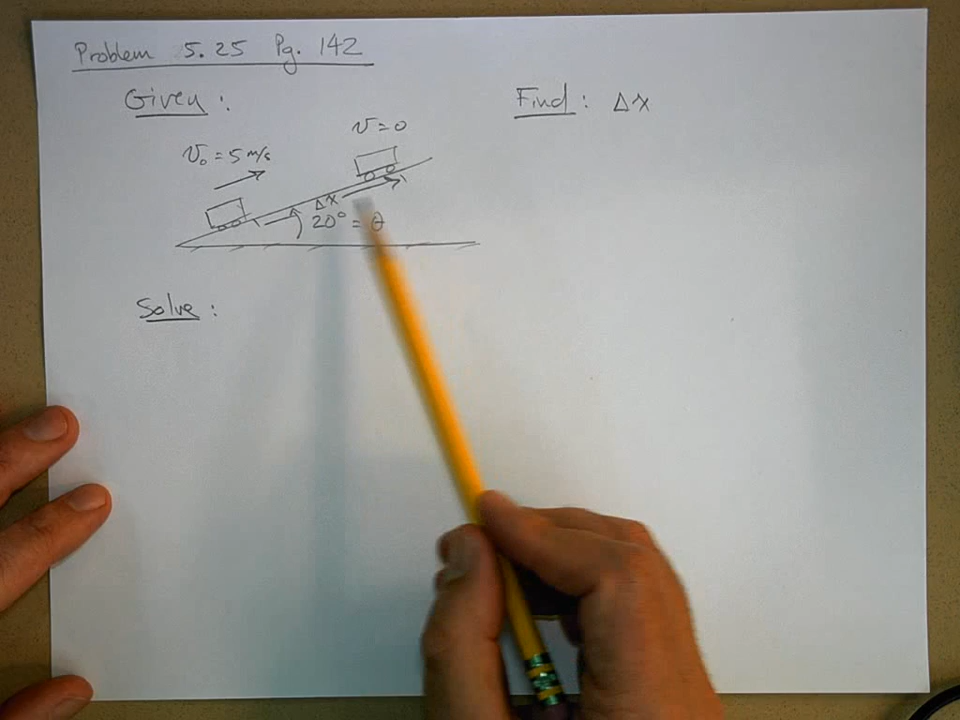 Problem 5.25 Pg. 142
Given:
Find: Δx
v=0
v₀ = 5 m/s
Δx
20° = θ
Solve: